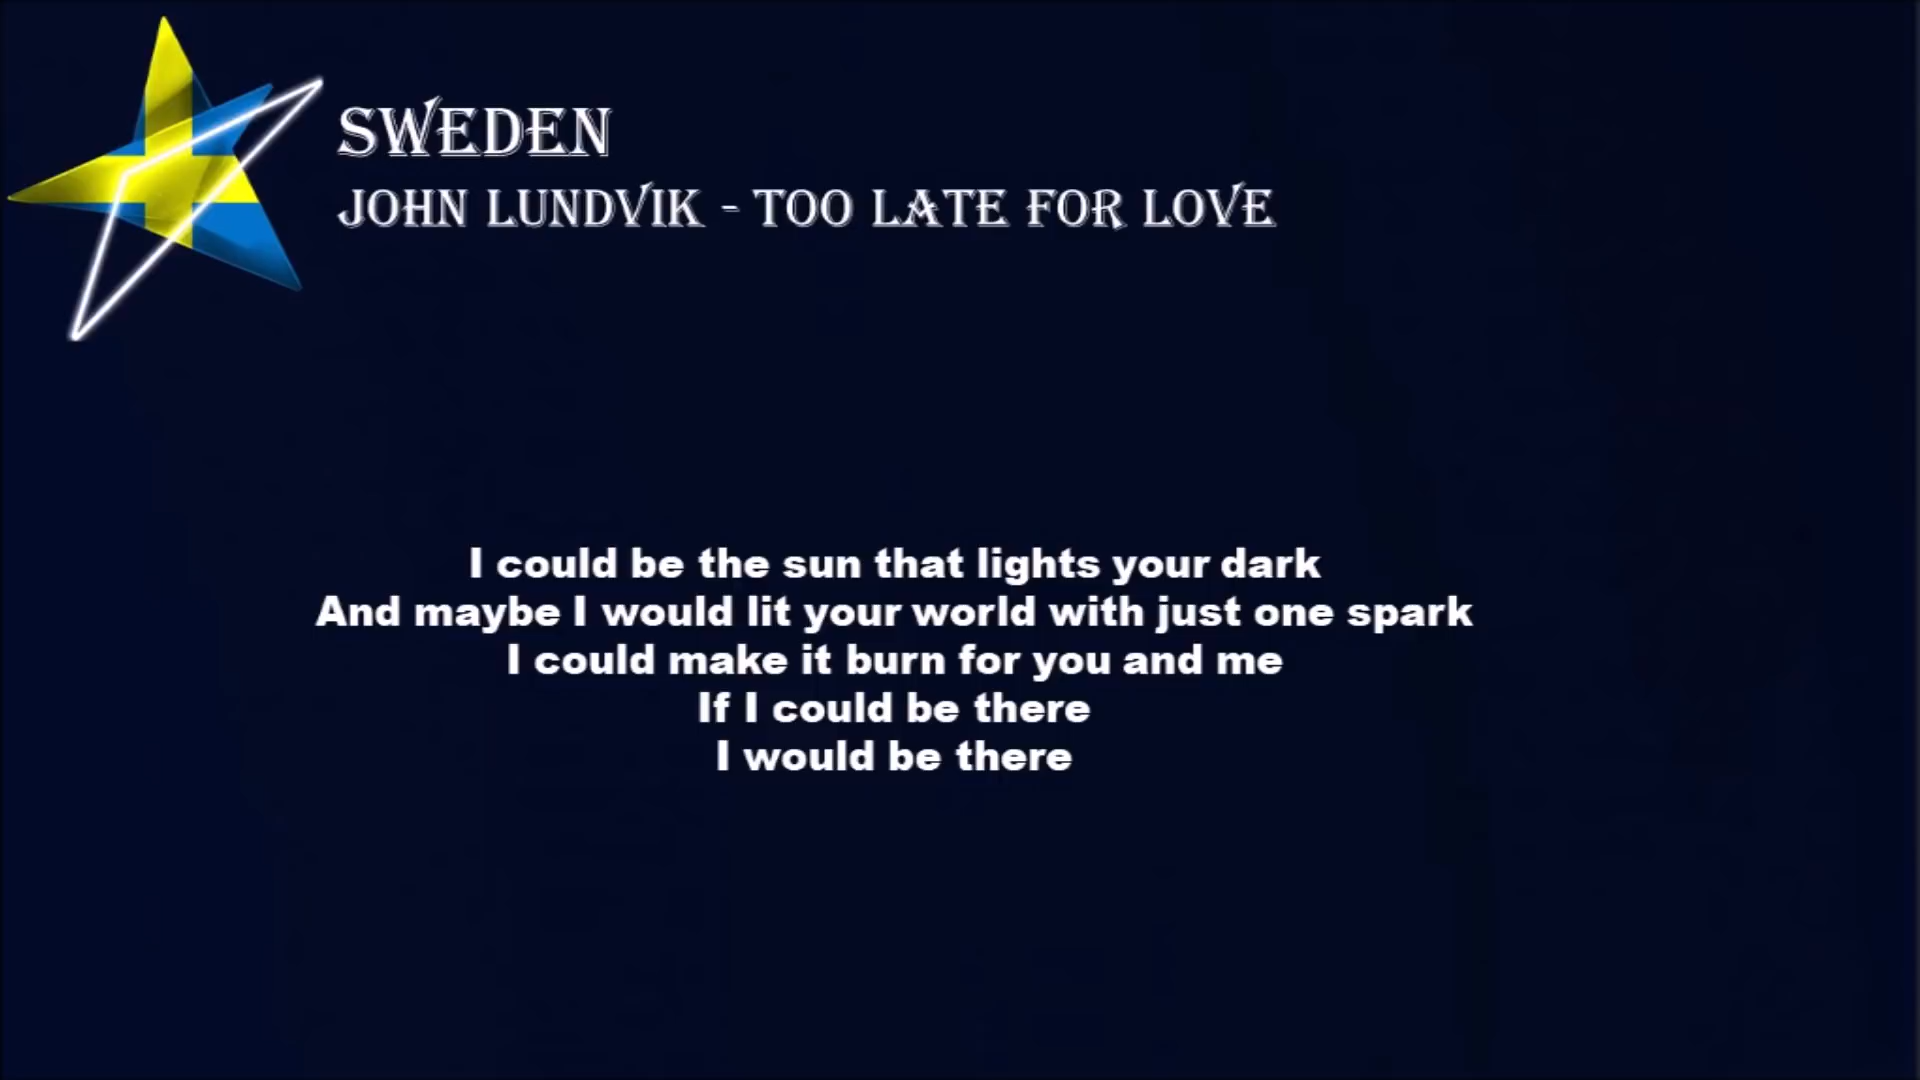 SWEDEN
JOHN LUNDVIK - TOO LATE FOR LOVE
I could be the sun that lights your dark
And maybe I would lit your world with just one spark
I could make it burn for you and me
If I could be there
I would be there